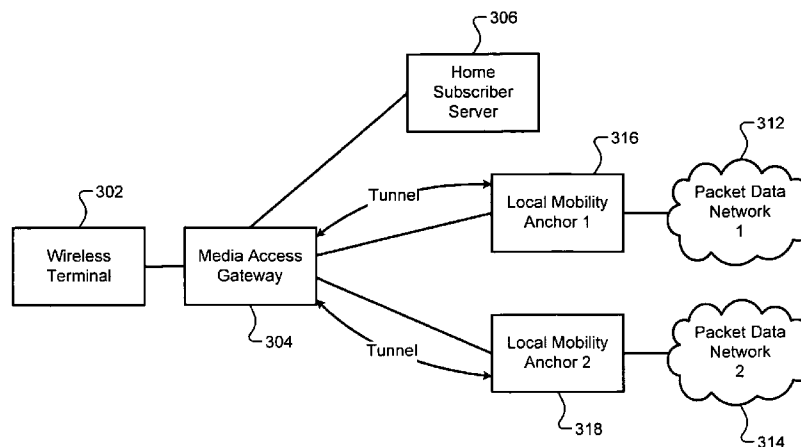 306
Home
Subscriber
Server
316
312
Tunnel
Local Mobility
Anchor 1
Packet Data
Network
1
302
Wireless
Terminal
Media Access
Gateway
304
Tunnel
Local Mobility
Anchor 2
Packet Data
Network
2
318
314